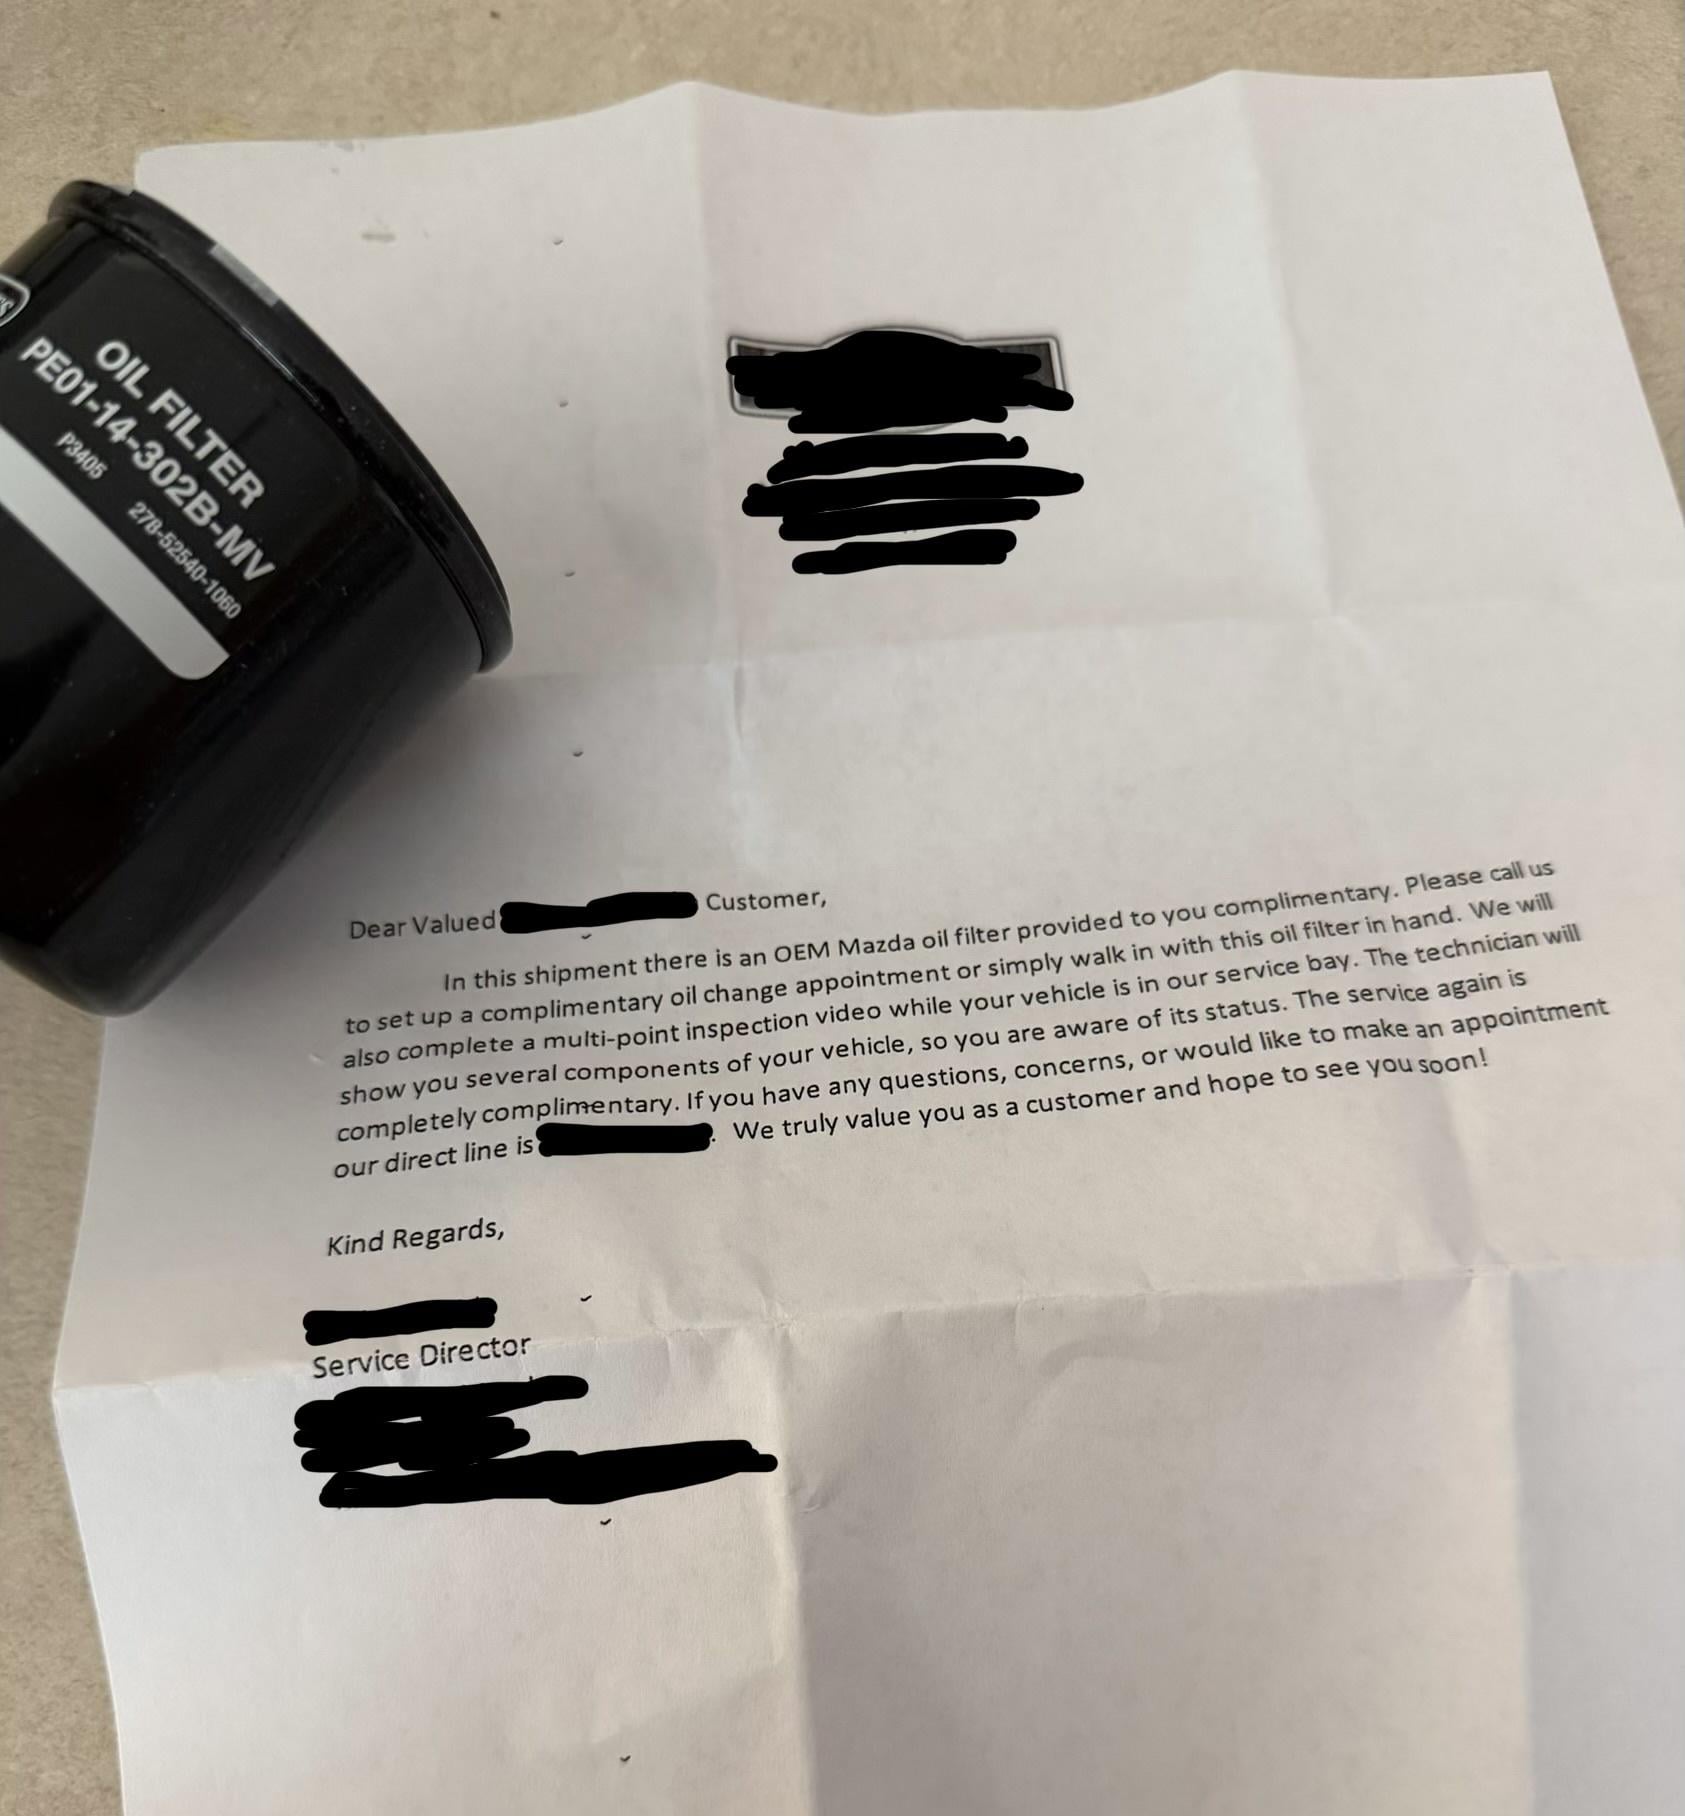 OIL FILTER
PE01-14-302B-MV
P3405 278-52540-1060
Dear Valued Customer,
In this shipment there is an OEM Mazda oil filter provided to you complimentary. Please call us
to set up a complimentary oil change appointment or simply walk in with this oil filter in hand. We will
also complete a multi-point inspection video while your vehicle is in our service bay. The technician will
show you several components of your vehicle, so you are aware of its status. The service again is
completely complimentary. If you have any questions, concerns, or would like to make an appointment
our direct line is . We truly value you as a customer and hope to see you soon!
Kind Regards,
Service Director